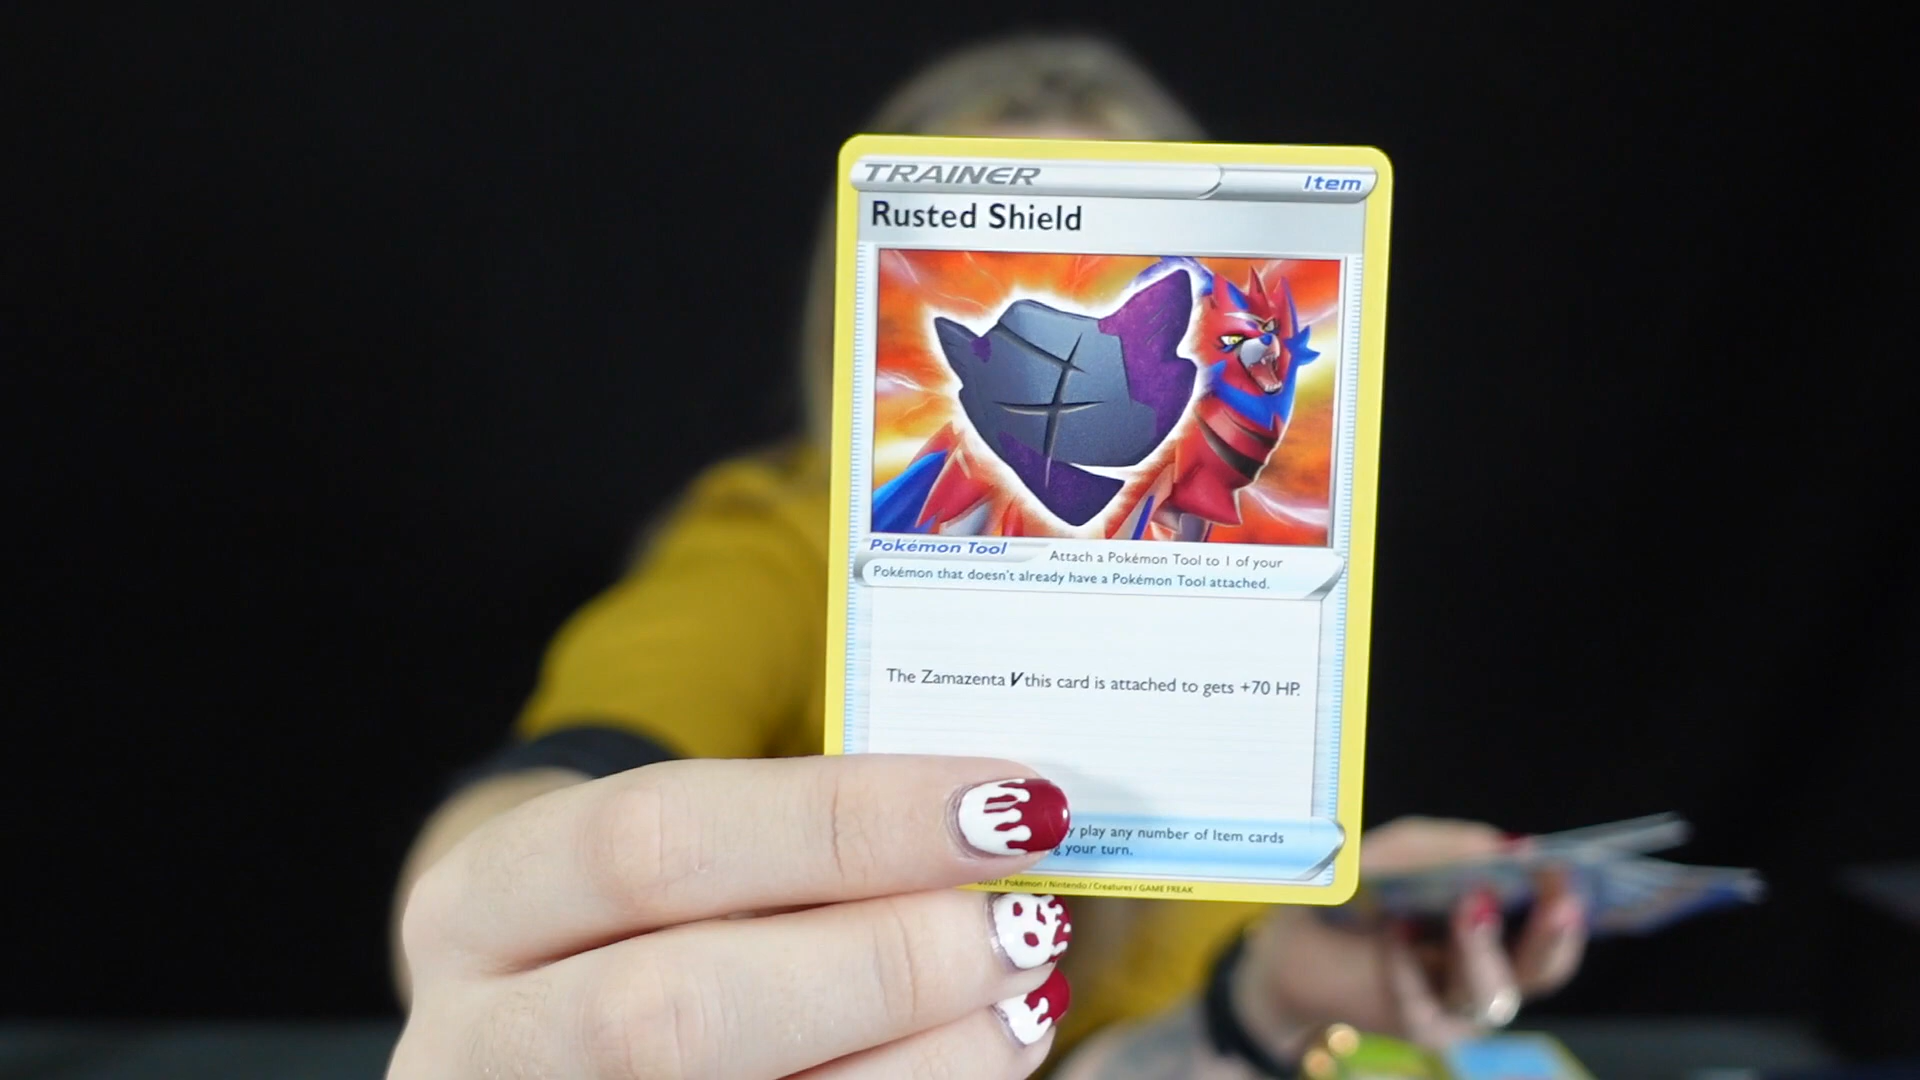 TRAINER
Item
Rusted Shield
Pokémon Tool Attach a Pokémon Tool to 1 of your
Pokémon that doesn't already have a Pokémon Tool attached.
The Zamazenta V this card is attached to gets +70 HP.
play any number of Item cards
your turn.
©2021 Pokémon / Nintendo / Creatures / GAME FREAK